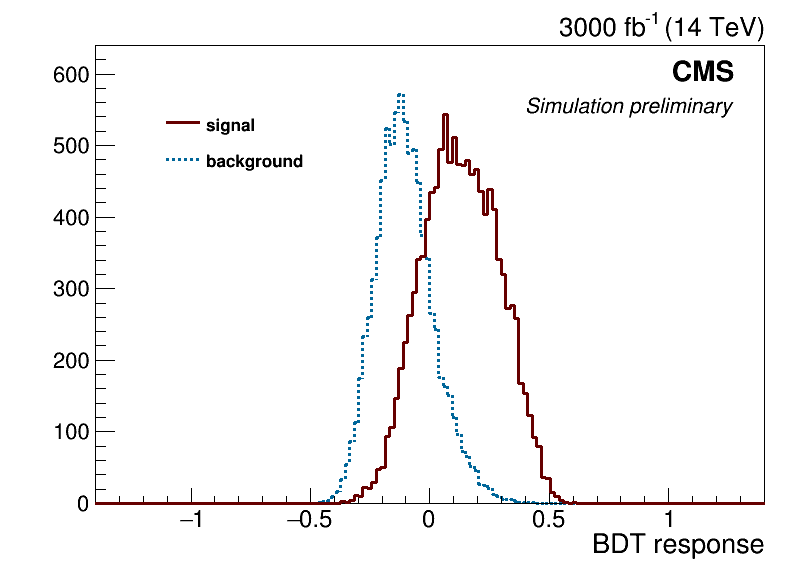 3000 fb⁻¹ (14 TeV)
CMS
Simulation preliminary
signal
background
600
500
400
300
200
100
0
−1
−0.5
0
0.5
1
BDT response